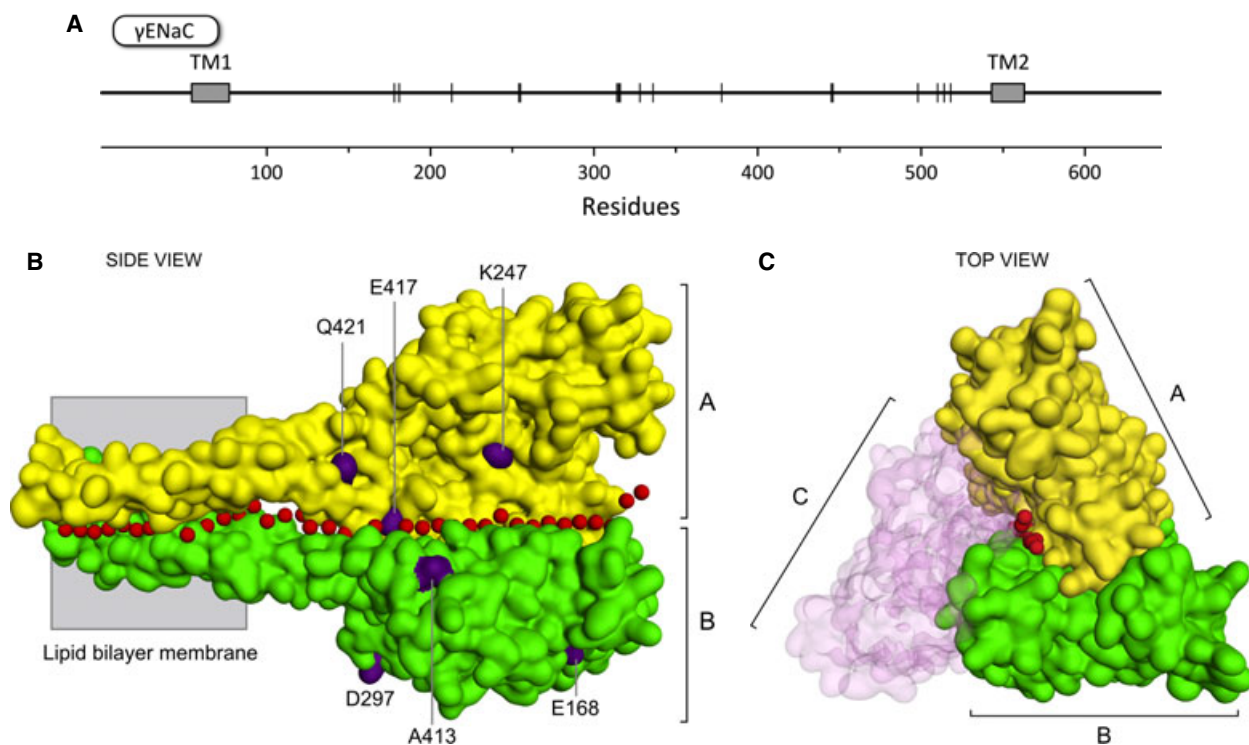 A
γENaC
TM1
TM2
100
200
300
400
500
600
Residues
B
SIDE VIEW
E417
K247
Q421
A
B
Lipid bilayer membrane
D297
E168
A413
C
TOP VIEW
A
C
B